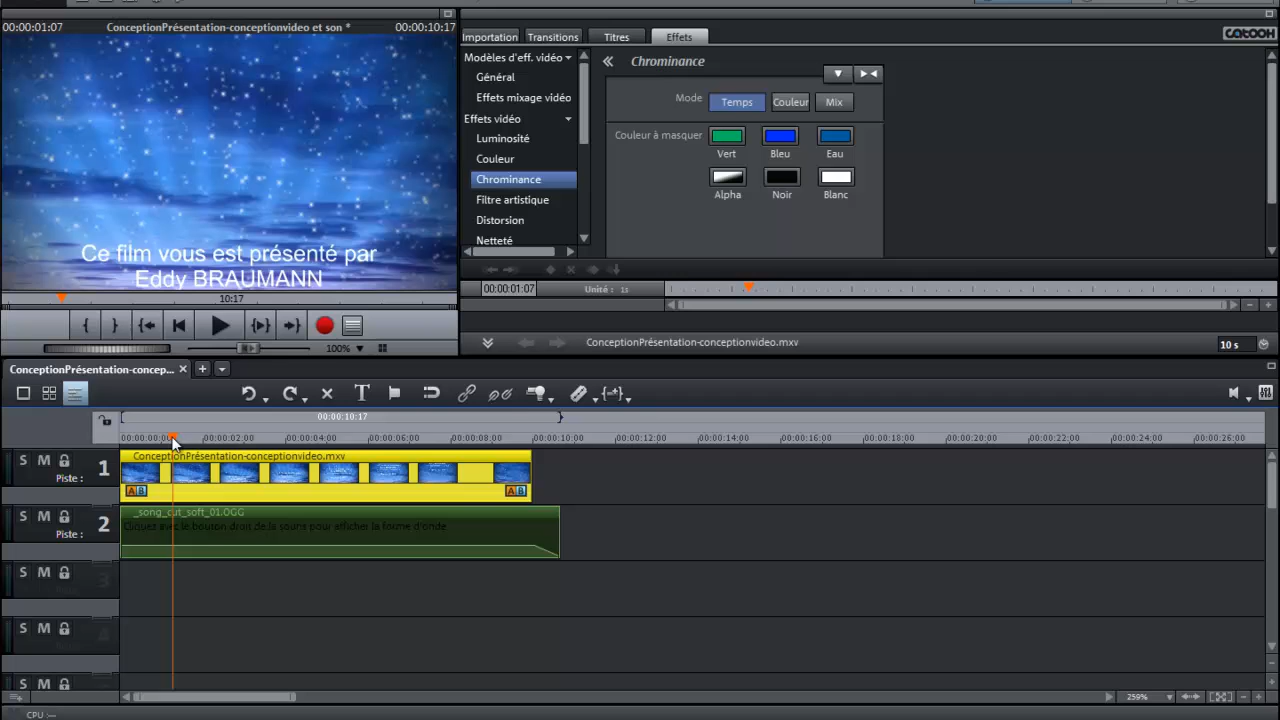 00:00:01:07 ConceptionPrésentation-conceptionvideo et son * 00:00:10:17
Ce film vous est présenté par
Eddy BRAUMANN
10:17
100%
Importation Transitions Titres Effets
CATOOH
Modèles d'eff. vidéo
Général
Effets mixage vidéo
Effets vidéo
Luminosité
Couleur
Chrominance
Filtre artistique
Distorsion
Netteté
Chrominance
Mode Temps Couleur Mix
Couleur à masquer
Vert Bleu Eau
Alpha Noir Blanc
00:00:01:07 Unité : 1s
ConceptionPrésentation-conceptionvideo.mxv 10 s
ConceptionPrésentation-concep...
00:00:10:17
00:00:00:00 00:00:02:00 00:00:04:00 00:00:06:00 00:00:08:00 00:00:10:00 00:00:12:00 00:00:14:00 00:00:16:00 00:00:18:00 00:00:20:00 00:00:22:00 00:00:24:00 00:00:26:00
S M Piste : 1
ConceptionPrésentation-conceptionvideo.mxv
A B A B
S M Piste : 2
_song_cut_soft_01.OGG
Cliquez avec le bouton droit de la souris pour afficher la forme d'onde.
S M 3
S M 4
S M
259%
CPU :---